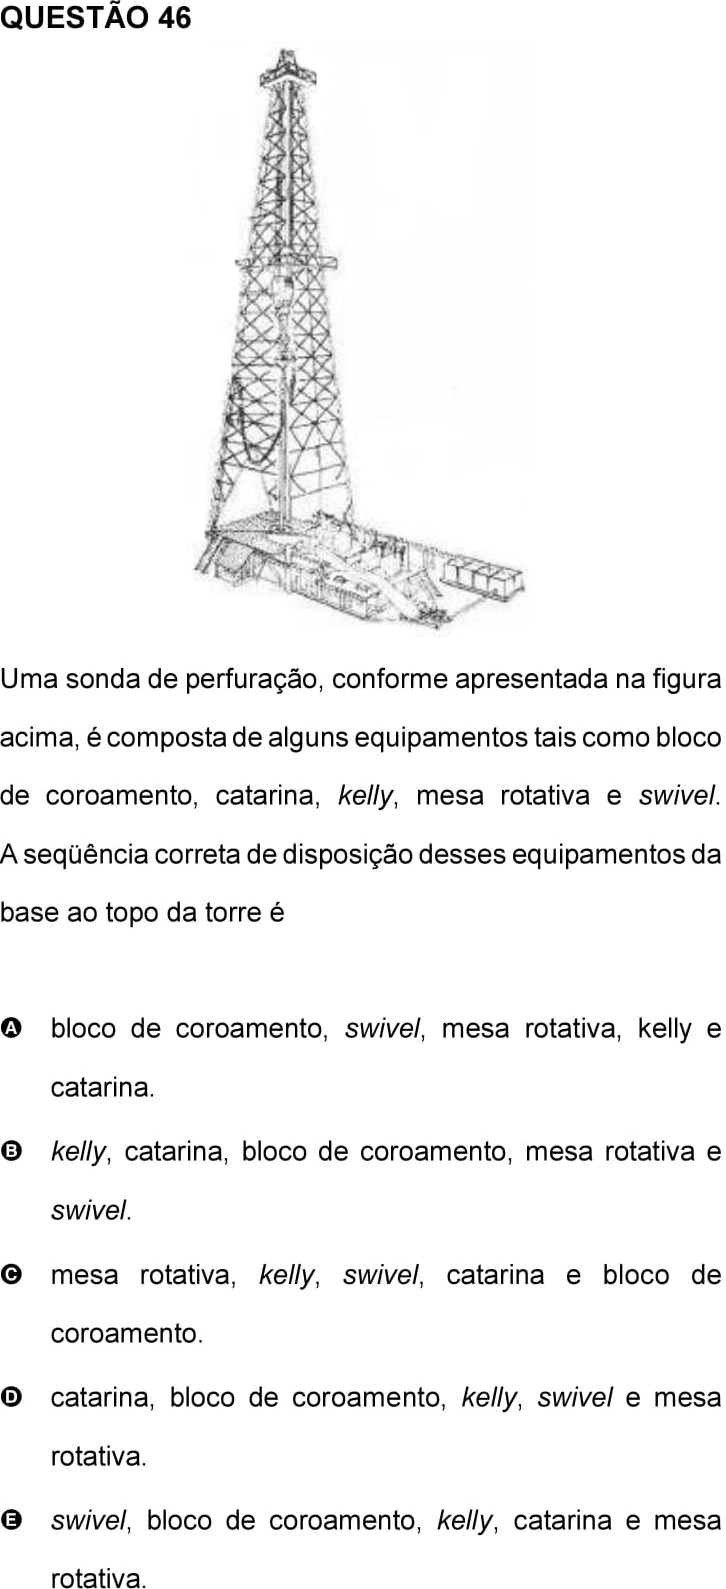 QUESTÃO 46
Uma sonda de perfuração, conforme apresentada na figura
acima, é composta de alguns equipamentos tais como bloco
de coroamento, catarina, kelly, mesa rotativa e swivel.
A seqüência correta de disposição desses equipamentos da
base ao topo da torre é
A bloco de coroamento, swivel, mesa rotativa, kelly e
catarina.
B kelly, catarina, bloco de coroamento, mesa rotativa e
swivel.
C mesa rotativa, kelly, swivel, catarina e bloco de
coroamento.
D catarina, bloco de coroamento, kelly, swivel e mesa
rotativa.
E swivel, bloco de coroamento, kelly, catarina e mesa
rotativa.